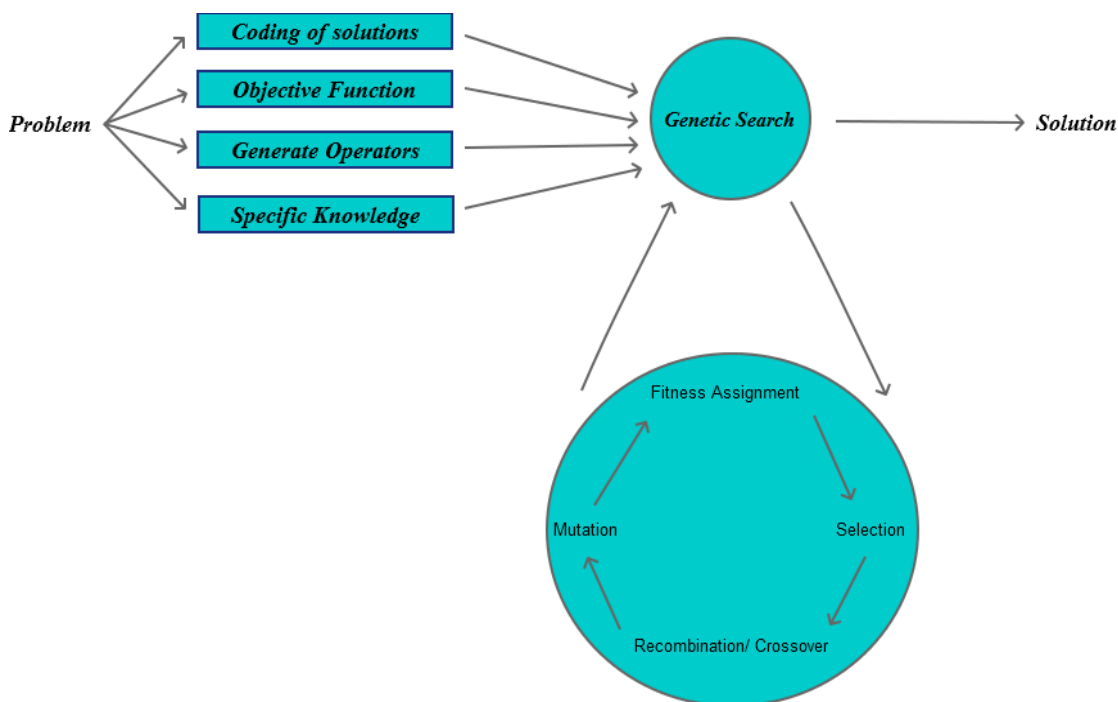 Coding of solutions
Objective Function
Problem
Generate Operators
Specific Knowledge
Genetic Search
Solution
Fitness Assignment
Mutation
Selection
Recombination/ Crossover